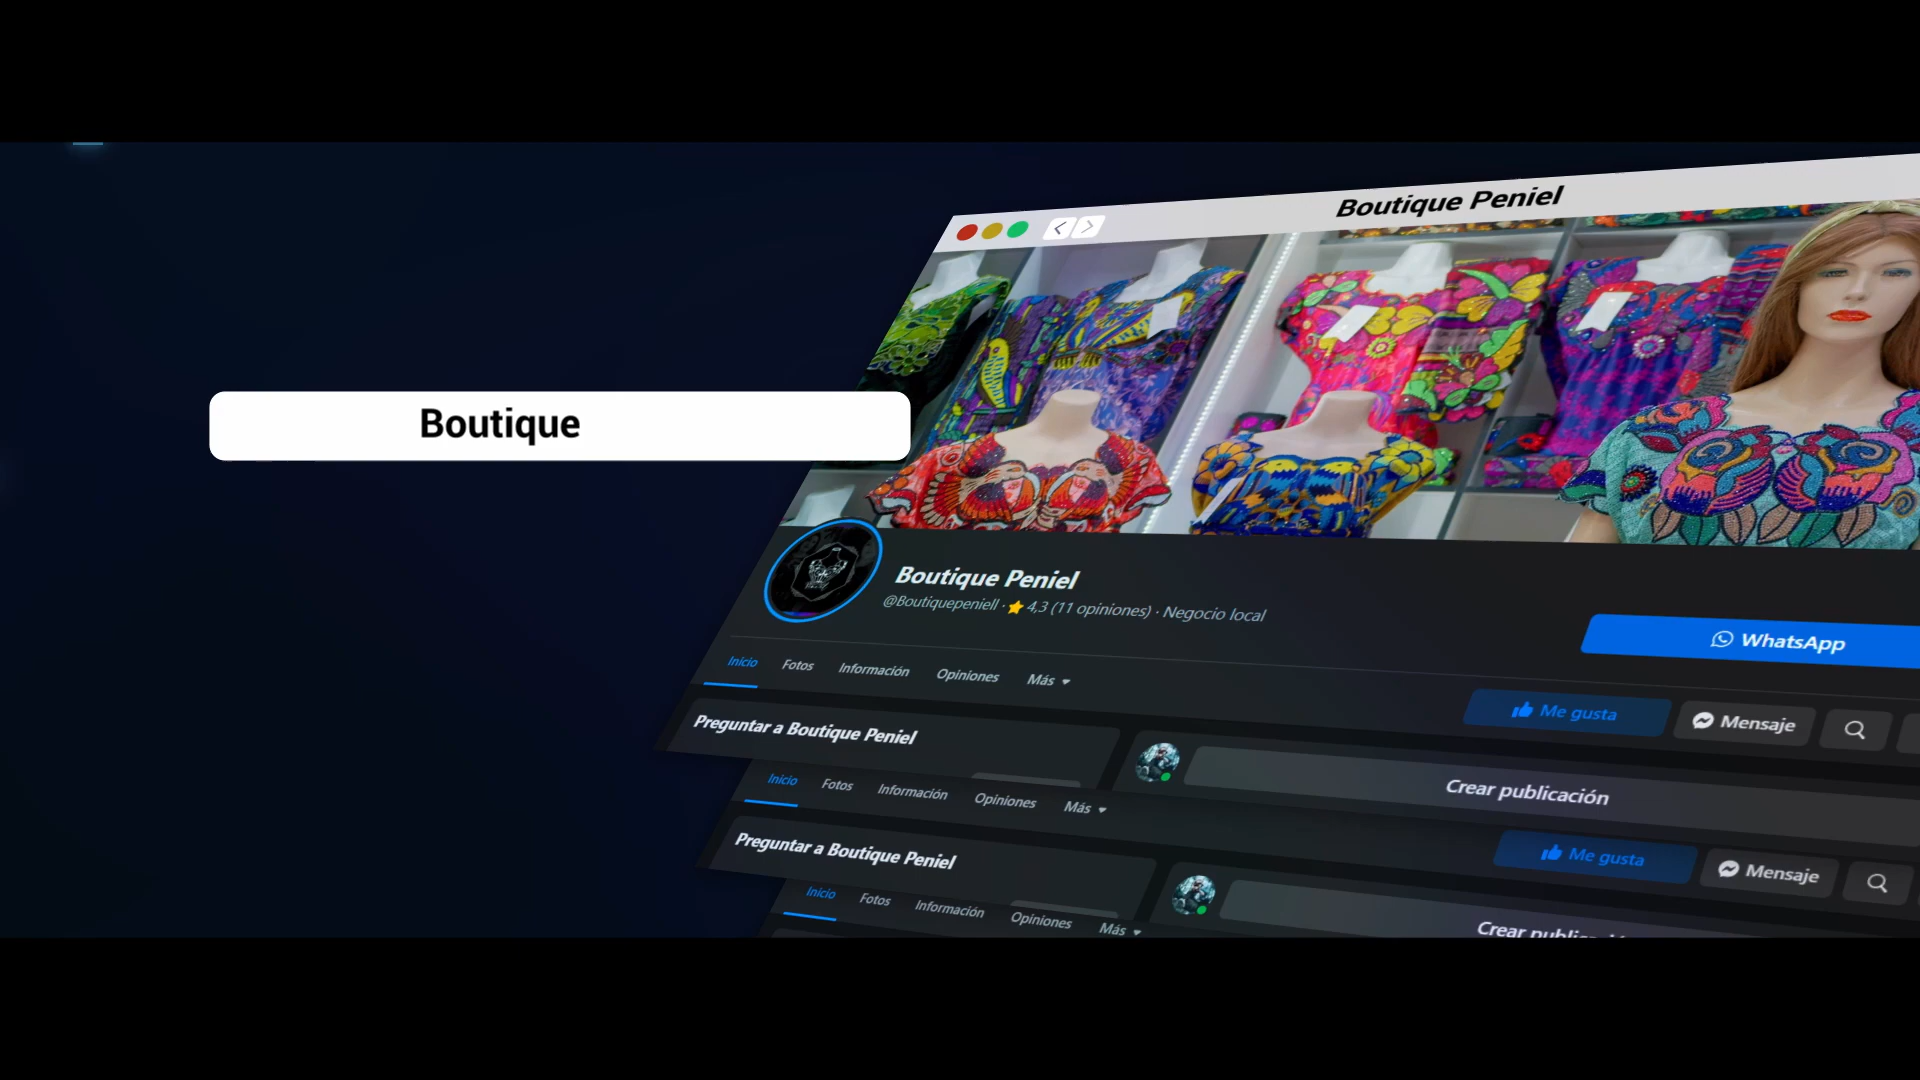 Boutique Peniel
Boutique
Boutique Peniel
@Boutiquepeniell · 4,3 (11 opiniones) · Negocio local
WhatsApp
Inicio Fotos Información Opiniones Más
Me gusta Mensaje
Preguntar a Boutique Peniel
Crear publicación
Inicio Fotos Información Opiniones Más
Me gusta Mensaje
Preguntar a Boutique Peniel
Inicio Fotos Información Opiniones Más
Crear